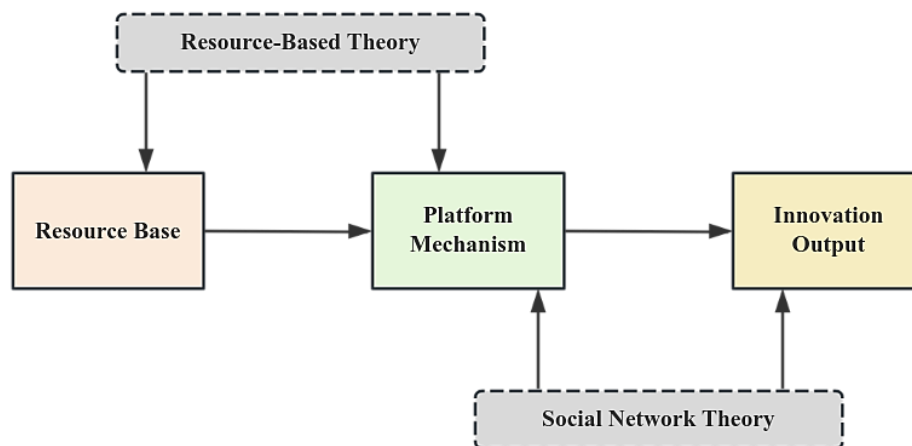 Resource-Based Theory
Resource Base
Platform
Mechanism
Innovation
Output
Social Network Theory